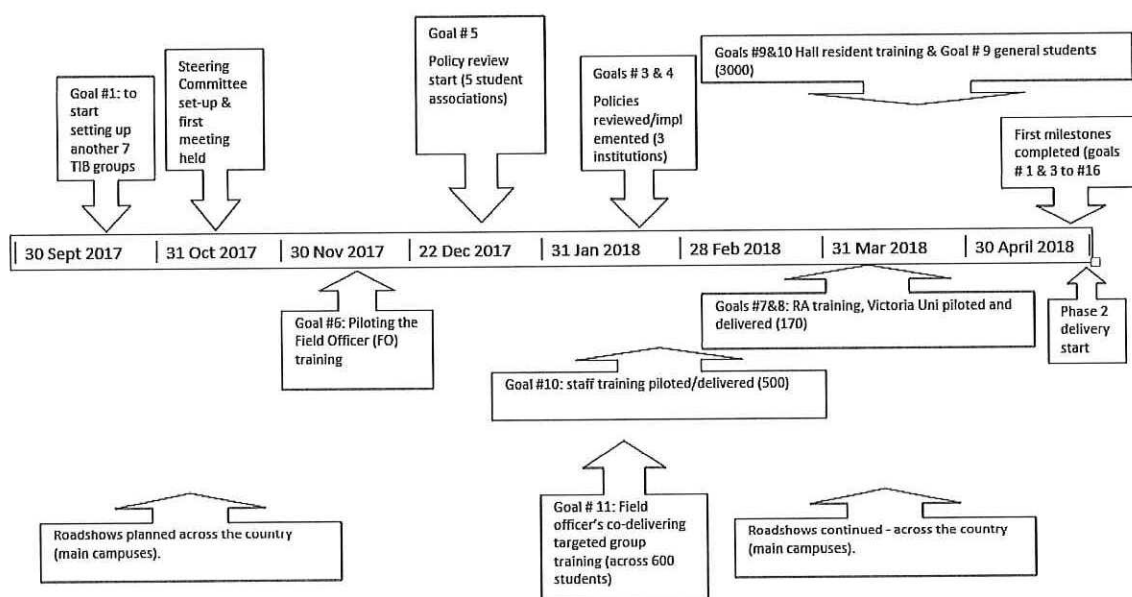 Goal #1: to
start
setting up
another 7
TIB groups
Steering
Committee
set-up &
first
meeting
held
Goal # 5
Policy review
start (5 student
associations)
Goals # 3 & 4
Policies
reviewed/impl
emented (3
institutions)
Goals #9&10 Hall resident training & Goal # 9 general students
(3000)
First milestones
completed (goals
# 1 & 3 to #16
30 Sept 2017
31 Oct 2017
30 Nov 2017
22 Dec 2017
31 Jan 2018
28 Feb 2018
31 Mar 2018
30 April 2018
Goal #6: Piloting the
Field Officer (FO)
training
Goals #7&8: RA training, Victoria Uni piloted and
delivered (170)
Phase 2
delivery
start
Goal #10: staff training piloted/delivered (500)
Roadshows planned across the country
(main campuses).
Goal # 11: Field
officer's co-delivering
targeted group
training (across 600
students)
Roadshows continued - across the country
(main campuses).